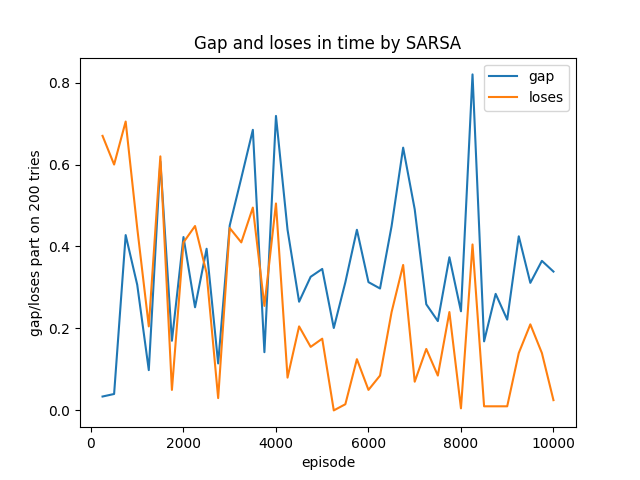 Gap and loses in time by SARSA
gap
loses
gap/loses part on 200 tries
0.8
0.6
0.4
0.2
0.0
0
2000
4000
6000
8000
10000
episode